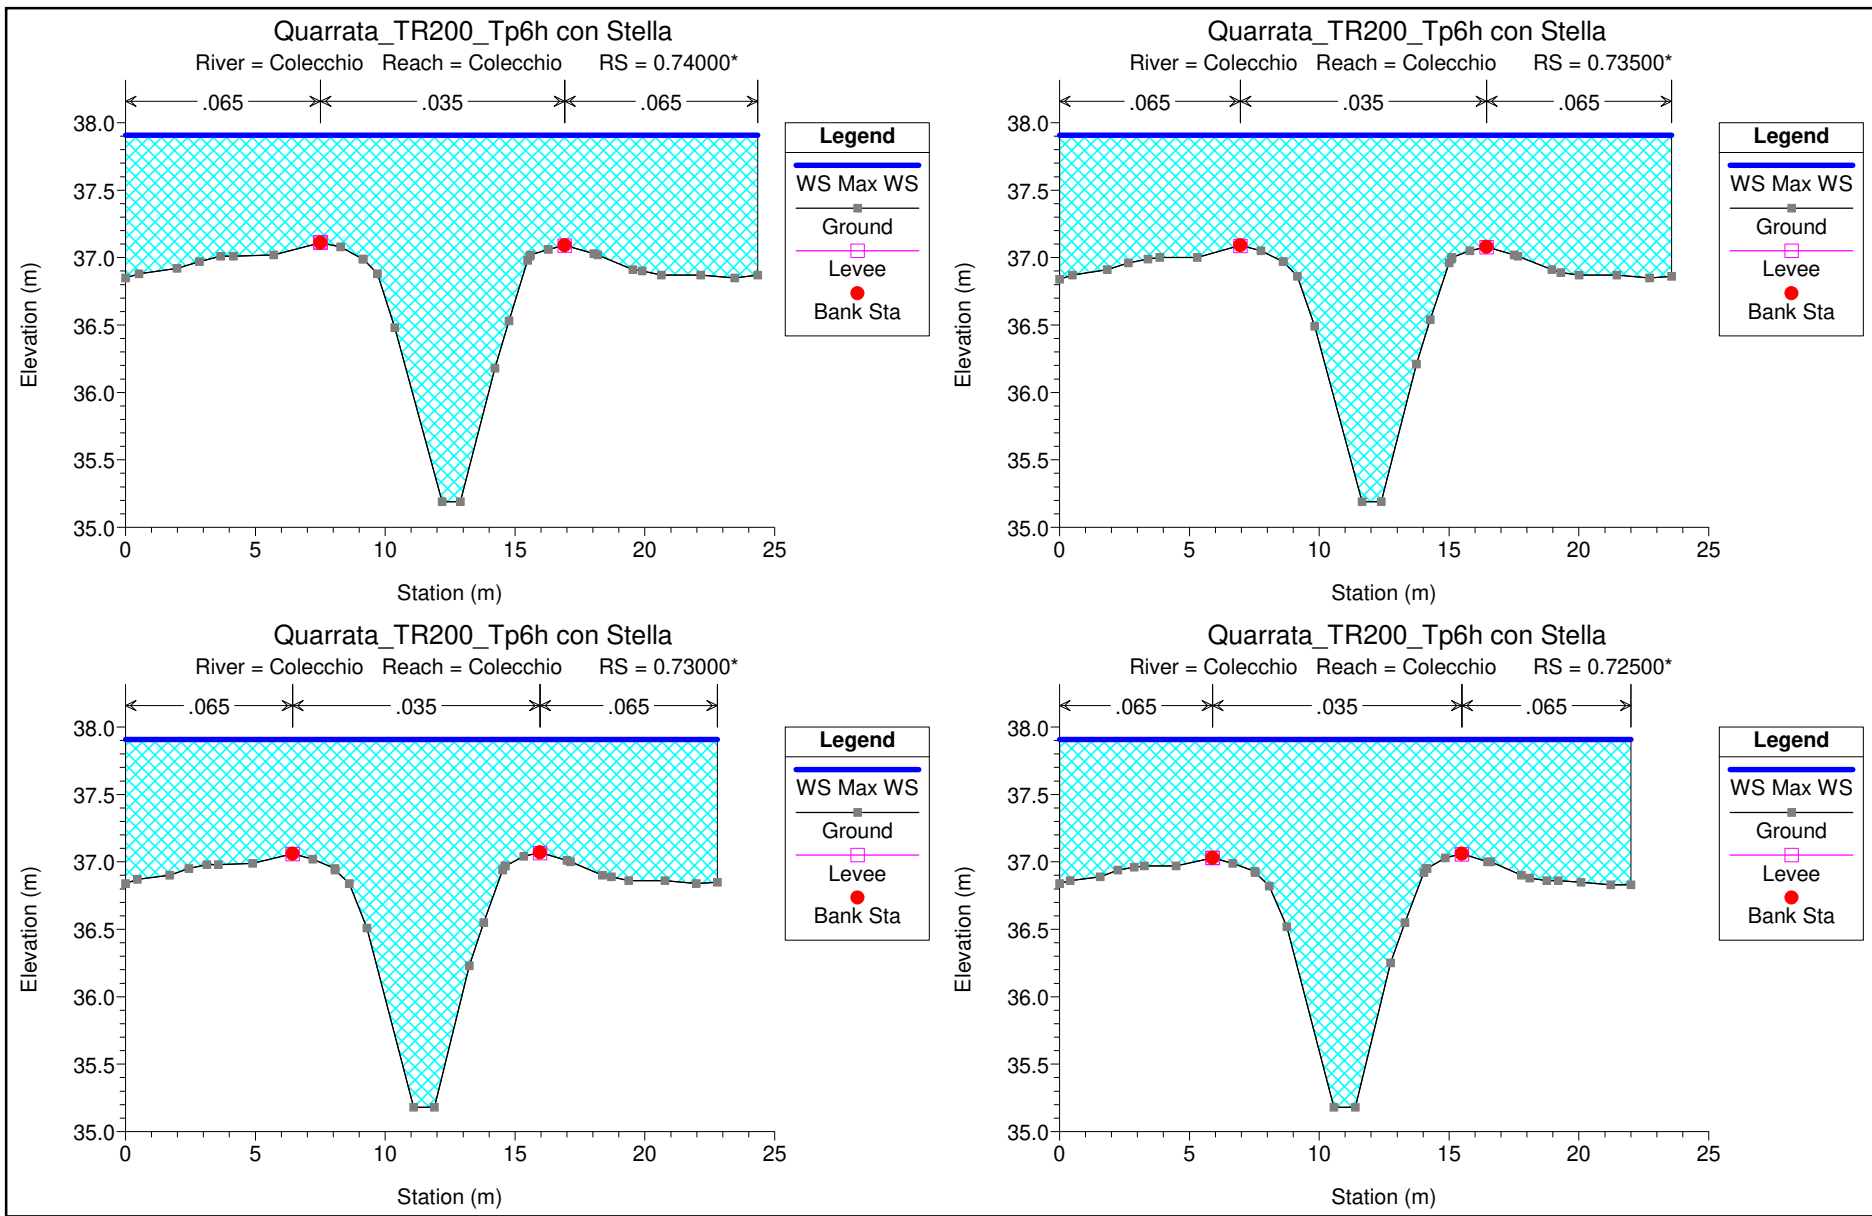 Quarrata_TR200_Tp6h con Stella
River = Colecchio Reach = Colecchio RS = 0.74000*
.065 .035 .065
38.0
37.5
37.0
36.5
36.0
35.5
35.0
Elevation (m)
0 5 10 15 20 25
Station (m)
Legend
WS Max WS
Ground
Levee
Bank Sta
Quarrata_TR200_Tp6h con Stella
River = Colecchio Reach = Colecchio RS = 0.73500*
.065 .035 .065
38.0
37.5
37.0
36.5
36.0
35.5
35.0
Elevation (m)
0 5 10 15 20 25
Station (m)
Legend
WS Max WS
Ground
Levee
Bank Sta
Quarrata_TR200_Tp6h con Stella
River = Colecchio Reach = Colecchio RS = 0.73000*
.065 .035 .065
38.0
37.5
37.0
36.5
36.0
35.5
35.0
Elevation (m)
0 5 10 15 20 25
Station (m)
Legend
WS Max WS
Ground
Levee
Bank Sta
Quarrata_TR200_Tp6h con Stella
River = Colecchio Reach = Colecchio RS = 0.72500*
.065 .035 .065
38.0
37.5
37.0
36.5
36.0
35.5
35.0
Elevation (m)
0 5 10 15 20 25
Station (m)
Legend
WS Max WS
Ground
Levee
Bank Sta